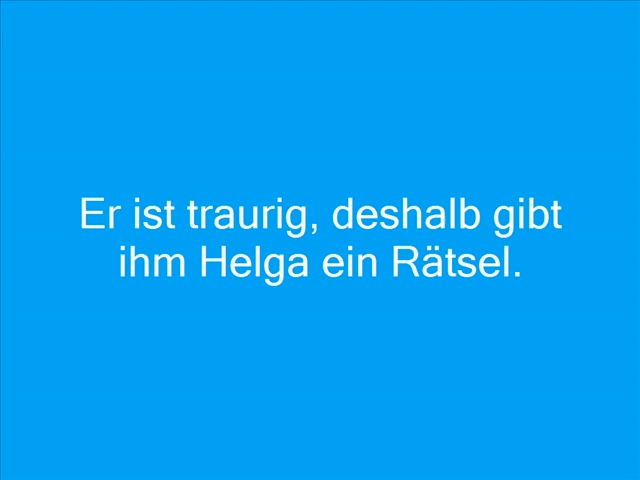 Er ist traurig, deshalb gibt
ihm Helga ein Rätsel.